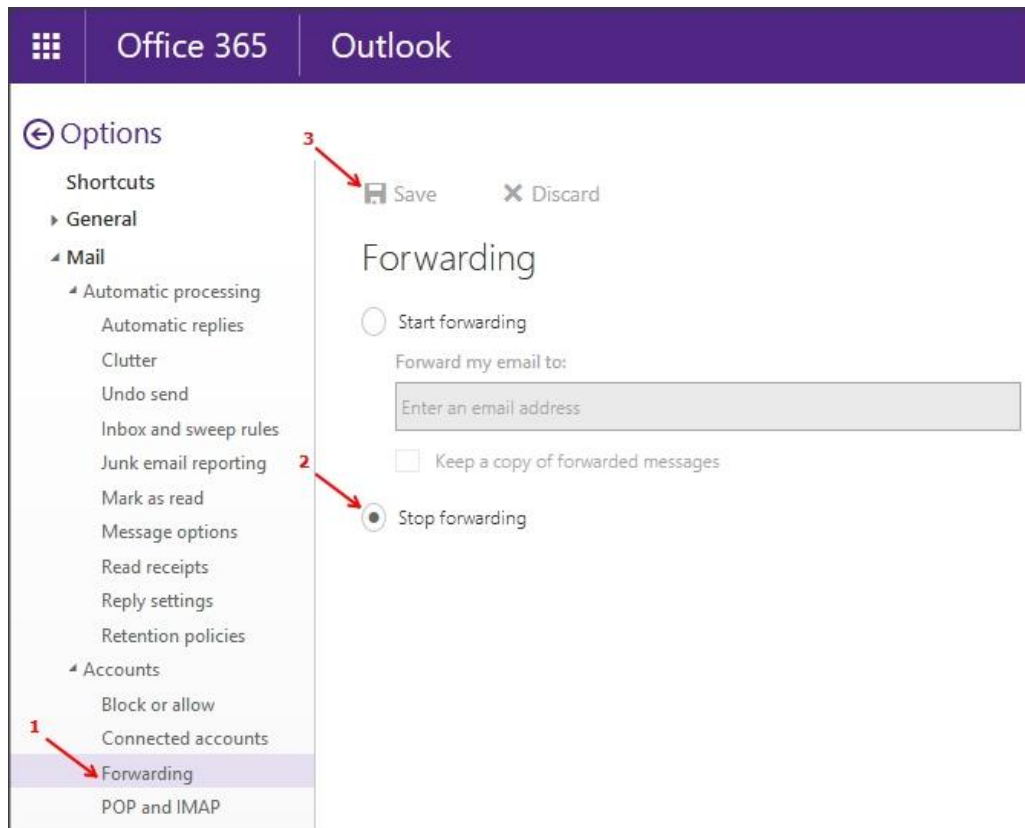 Office 365 Outlook
Options
Shortcuts
General
Mail
Automatic processing
Automatic replies
Clutter
Undo send
Inbox and sweep rules
Junk email reporting
Mark as read
Message options
Read receipts
Reply settings
Retention policies
Accounts
Block or allow
Connected accounts
1
Forwarding
POP and IMAP
3
Save Discard
Forwarding
Start forwarding
Forward my email to:
Enter an email address
Keep a copy of forwarded messages
2
Stop forwarding